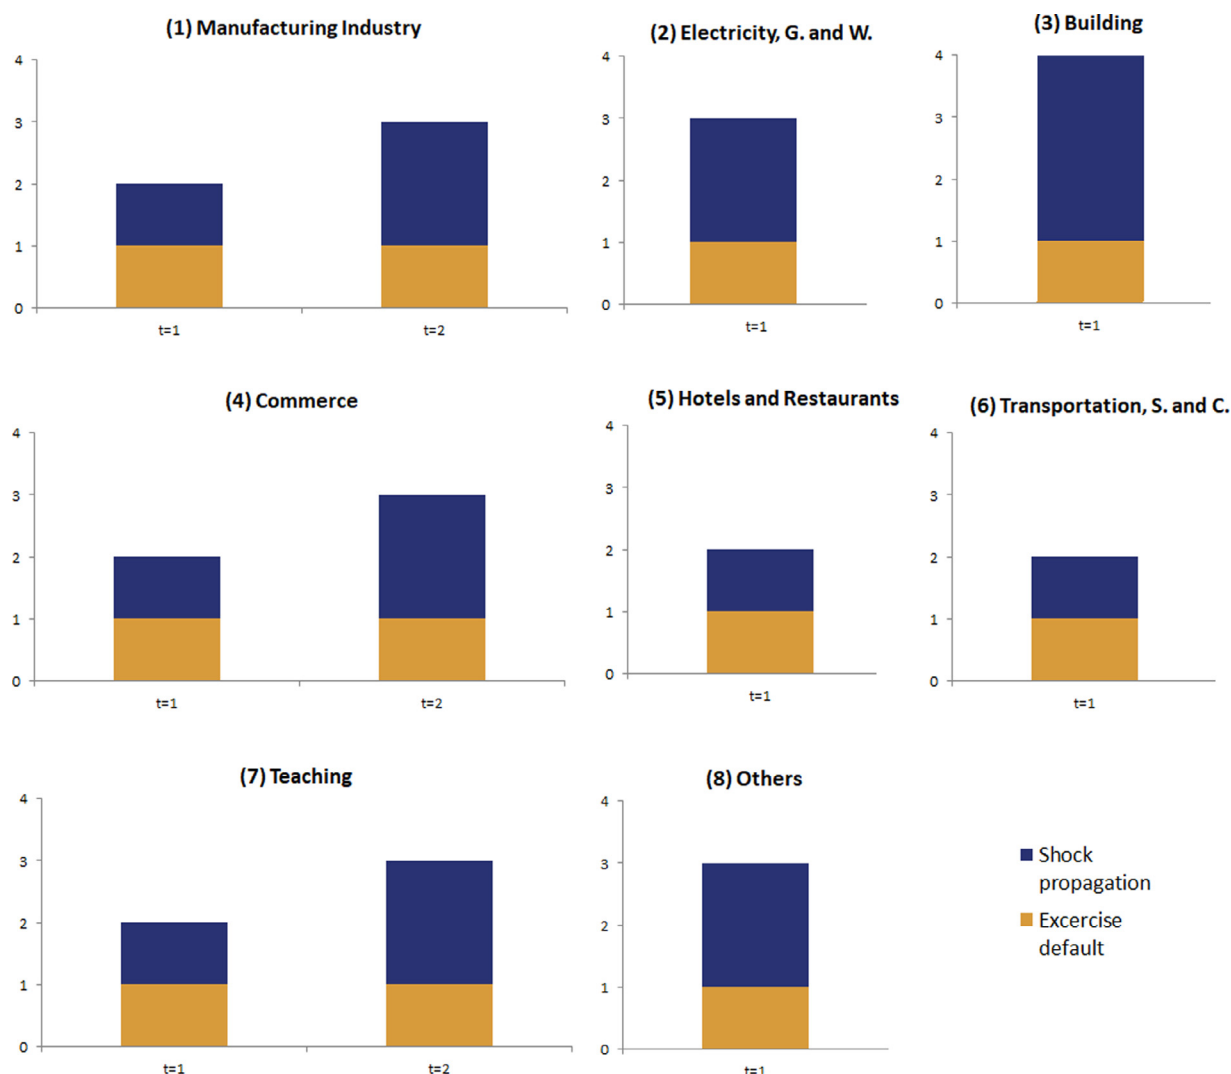 (1) Manufacturing Industry
4
3
2
1
0
t=1
t=2
(2) Electricity, G. and W.
4
3
2
1
0
t=1
(3) Building
4
3
2
1
0
t=1
(4) Commerce
4
3
2
1
0
t=1
t=2
(5) Hotels and Restaurants
4
3
2
1
0
t=1
(6) Transportation, S. and C.
4
3
2
1
0
t=1
(7) Teaching
4
3
2
1
0
t=1
t=2
(8) Others
4
3
2
1
0
t=1
Shock
propagation
Excercise
default